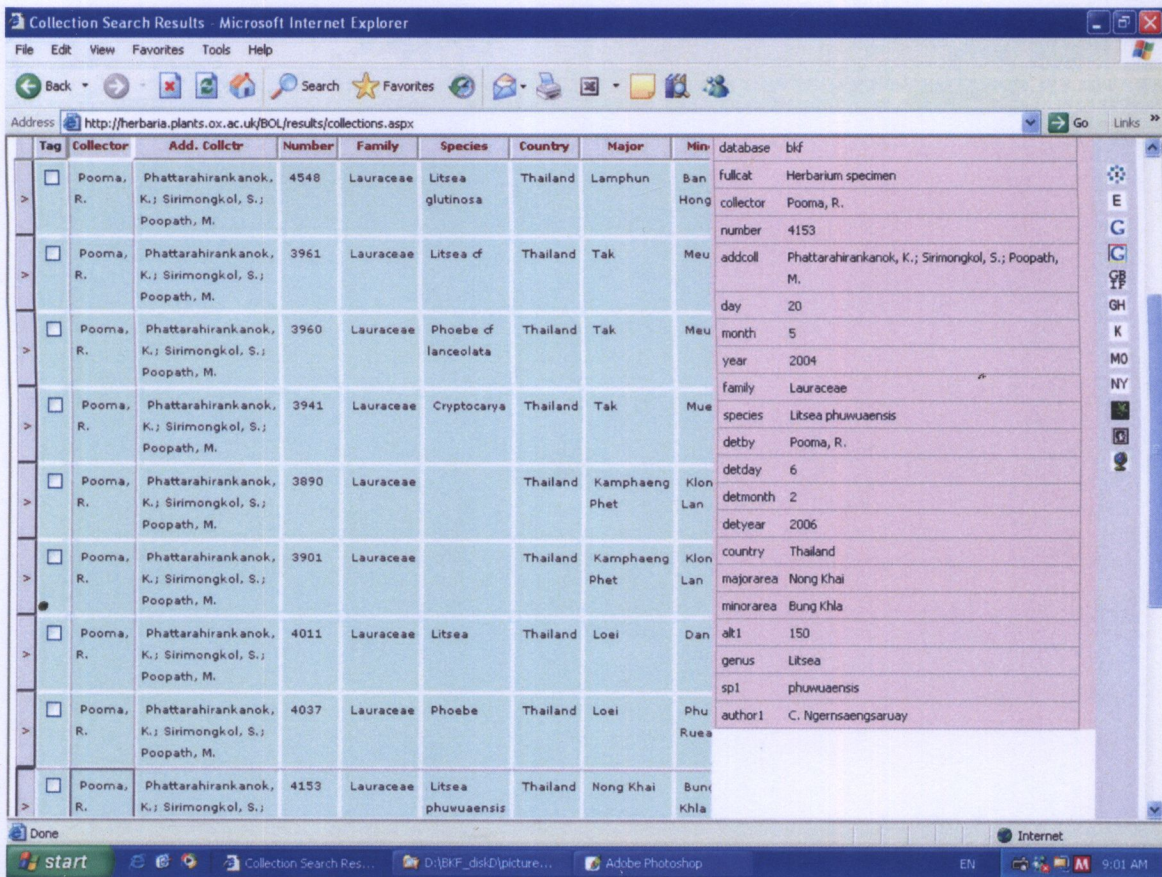 Collection Search Results - Microsoft Internet Explorer
File Edit View Favorites Tools Help
Back Search Favorites
Address http://herbaria.plants.ox.ac.uk/BOL/results/collections.aspx Go Links »
Tag Collector Add. Collctr Number Family Species Country Major Min
> Pooma, Phattarahirankanok, 4548 Lauraceae Litsea Thailand Lamphun Ban
R. K.; Sirimongkol, S.; glutinosa Hong
Poopath, M.
> Pooma, Phattarahirankanok, 3961 Lauraceae Litsea cf Thailand Tak Meu
R. K.; Sirimongkol, S.;
Poopath, M.
> Pooma, Phattarahirankanok, 3960 Lauraceae Phoebe cf Thailand Tak Meu
R. K.; Sirimongkol, S.; lanceolata
Poopath, M.
> Pooma, Phattarahirankanok, 3941 Lauraceae Cryptocarya Thailand Tak Mue
R. K.; Sirimongkol, S.;
Poopath, M.
> Pooma, Phattarahirankanok, 3890 Lauraceae Thailand Kamphaeng Klon
R. K.; Sirimongkol, S.; Phet Lan
Poopath, M.
> Pooma, Phattarahirankanok, 3901 Lauraceae Thailand Kamphaeng Klon
R. K.; Sirimongkol, S.; Phet Lan
Poopath, M.
> Pooma, Phattarahirankanok, 4011 Lauraceae Litsea Thailand Loei Dan
R. K.; Sirimongkol, S.;
Poopath, M.
> Pooma, Phattarahirankanok, 4037 Lauraceae Phoebe Thailand Loei Phu
R. K.; Sirimongkol, S.; Ruea
Poopath, M.
> Pooma, Phattarahirankanok, 4153 Lauraceae Litsea Thailand Nong Khai Bung
R. K.; Sirimongkol, S.; phuwuaensis Khla
database bkf
fullcat Herbarium specimen
collector Pooma, R.
number 4153
addcoll Phattarahirankanok, K.; Sirimongkol, S.; Poopath,
M.
day 20
month 5
year 2004
family Lauraceae
species Litsea phuwuaensis
detby Pooma, R.
detday 6
detmonth 2
detyear 2006
country Thailand
majorarea Nong Khai
minorarea Bung Khla
alt1 150
genus Litsea
sp1 phuwuaensis
author1 C. Ngernsaengsaruay
E
G
G
GB
IF
GH
K
MO
NY
Done Internet
start Collection Search Res... D:\BKF_diskD\picture... Adobe Photoshop EN 9:01 AM